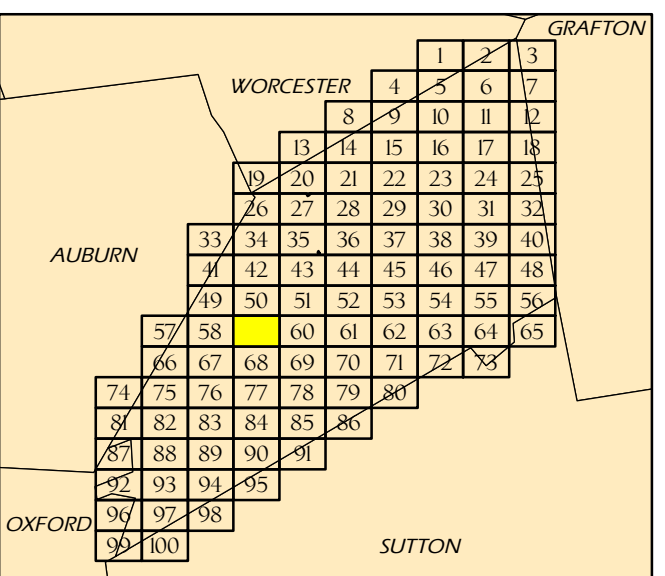 GRAFTON
1 2 3
WORCESTER 4 5 6 7
8 9 10 11 12
13 14 15 16 17 18
19 20 21 22 23 24 25
26 27 28 29 30 31 32
33 34 35 36 37 38 39 40
AUBURN
41 42 43 44 45 46 47 48
49 50 51 52 53 54 55 56
57 58 60 61 62 63 64 65
66 67 68 69 70 71 72 73
74 75 76 77 78 79 80
81 82 83 84 85 86
87 88 89 90 91
92 93 94 95
OXFORD 96 97 98
99 100 SUTTON